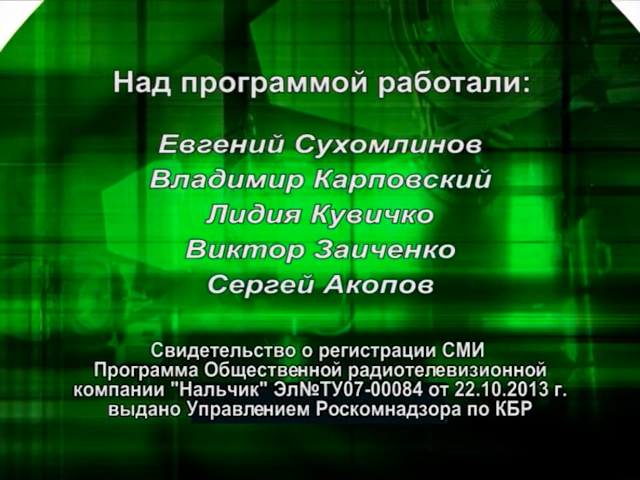 Над программой работали:
Евгений Сухомлинов
Владимир Карповский
Лидия Кувичко
Виктор Заиченко
Сергей Акопов
Свидетельство о регистрации СМИ
Программа Общественной радиотелевизионной
компании "Нальчик" Эл№ТУ07-00084 от 22.10.2013 г.
выдано Управлением Роскомнадзора по КБР